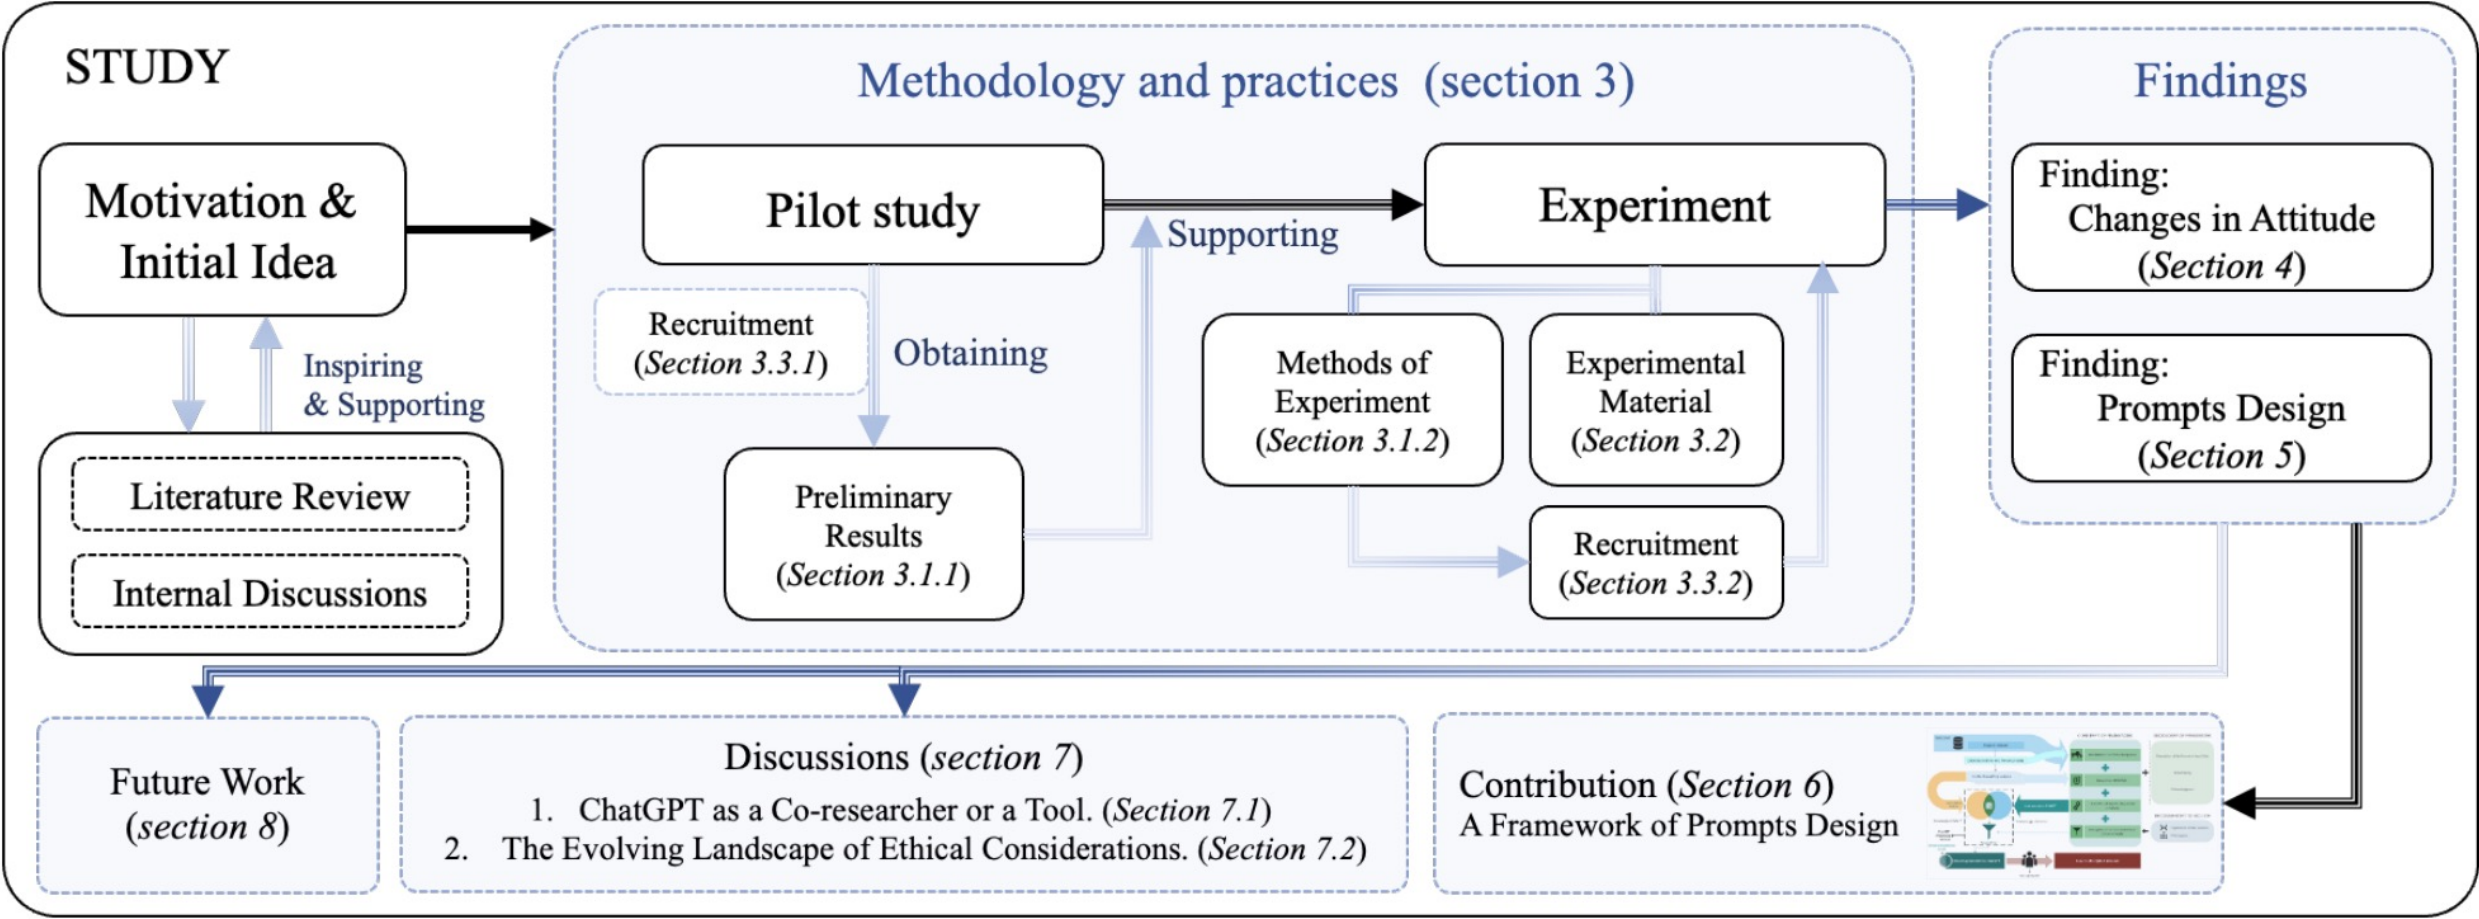 STUDY
Methodology and practices (section 3)
Findings
Motivation &
Initial Idea
Pilot study
Supporting
Experiment
Finding:
Changes in Attitude
(Section 4)
Inspiring
& Supporting
Recruitment
(Section 3.3.1)
Obtaining
Methods of
Experiment
(Section 3.1.2)
Experimental
Material
(Section 3.2)
Finding:
Prompts Design
(Section 5)
Literature Review
Internal Discussions
Preliminary
Results
(Section 3.1.1)
Recruitment
(Section 3.3.2)
Future Work
(section 8)
Discussions (section 7)
1. ChatGPT as a Co-researcher or a Tool. (Section 7.1)
2. The Evolving Landscape of Ethical Considerations. (Section 7.2)
Contribution (Section 6)
A Framework of Prompts Design